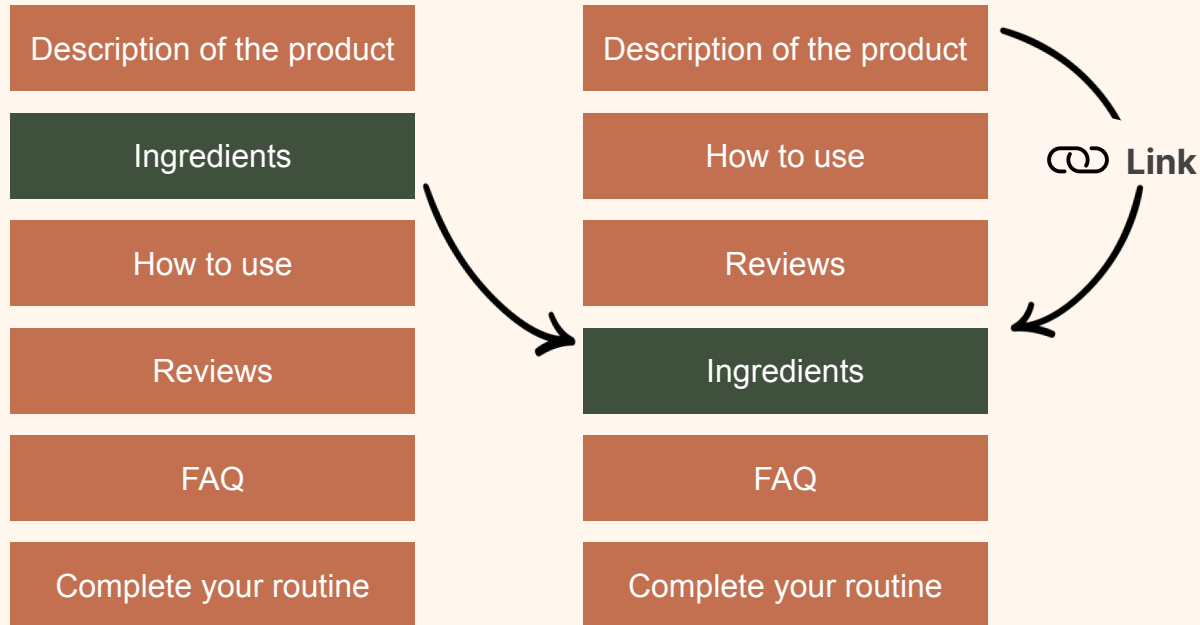 Description of the product
Ingredients
How to use
Reviews
FAQ
Complete your routine
Description of the product
How to use
Reviews
Ingredients
FAQ
Complete your routine
Link